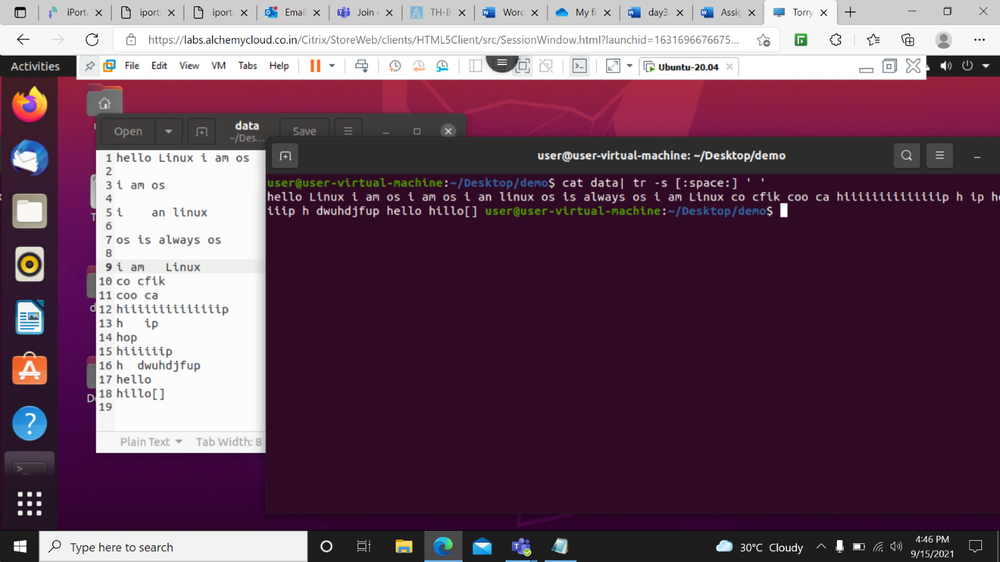 iPort
iport
iport
Email
Join
TH-B
Word
My fi
day3
Assig
Torry
https://labs.alchemycloud.co.in/Citrix/StoreWeb/clients/HTML5Client/src/SessionWindow.html?launchid=1631696676675...
Activities
File Edit View VM Tabs Help
Ubuntu-20.04
Open
data
~/Des...
Save
1 hello Linux i am os
2
3 i am os
4
5 i    an linux
6
7 os is always os
8
9 i am   Linux
10 co cfik
11 coo ca
12 hiiiiiiiiiiiiiip
13 h   ip
14 hop
15 hiiiiiip
16 h  dwuhdjfup
17 hello
18 hillo[]
19
Plain Text
Tab Width: 8
user@user-virtual-machine: ~/Desktop/demo
user@user-virtual-machine:~/Desktop/demo$ cat data| tr -s [:space:] ' '
hello Linux i am os i am os i an linux os is always os i am Linux co cfik coo ca hiiiiiiiiiiiiiip h ip h
iiip h dwuhdjfup hello hillo[] user@user-virtual-machine:~/Desktop/demo$
Type here to search
30°C Cloudy
4:46 PM
9/15/2021